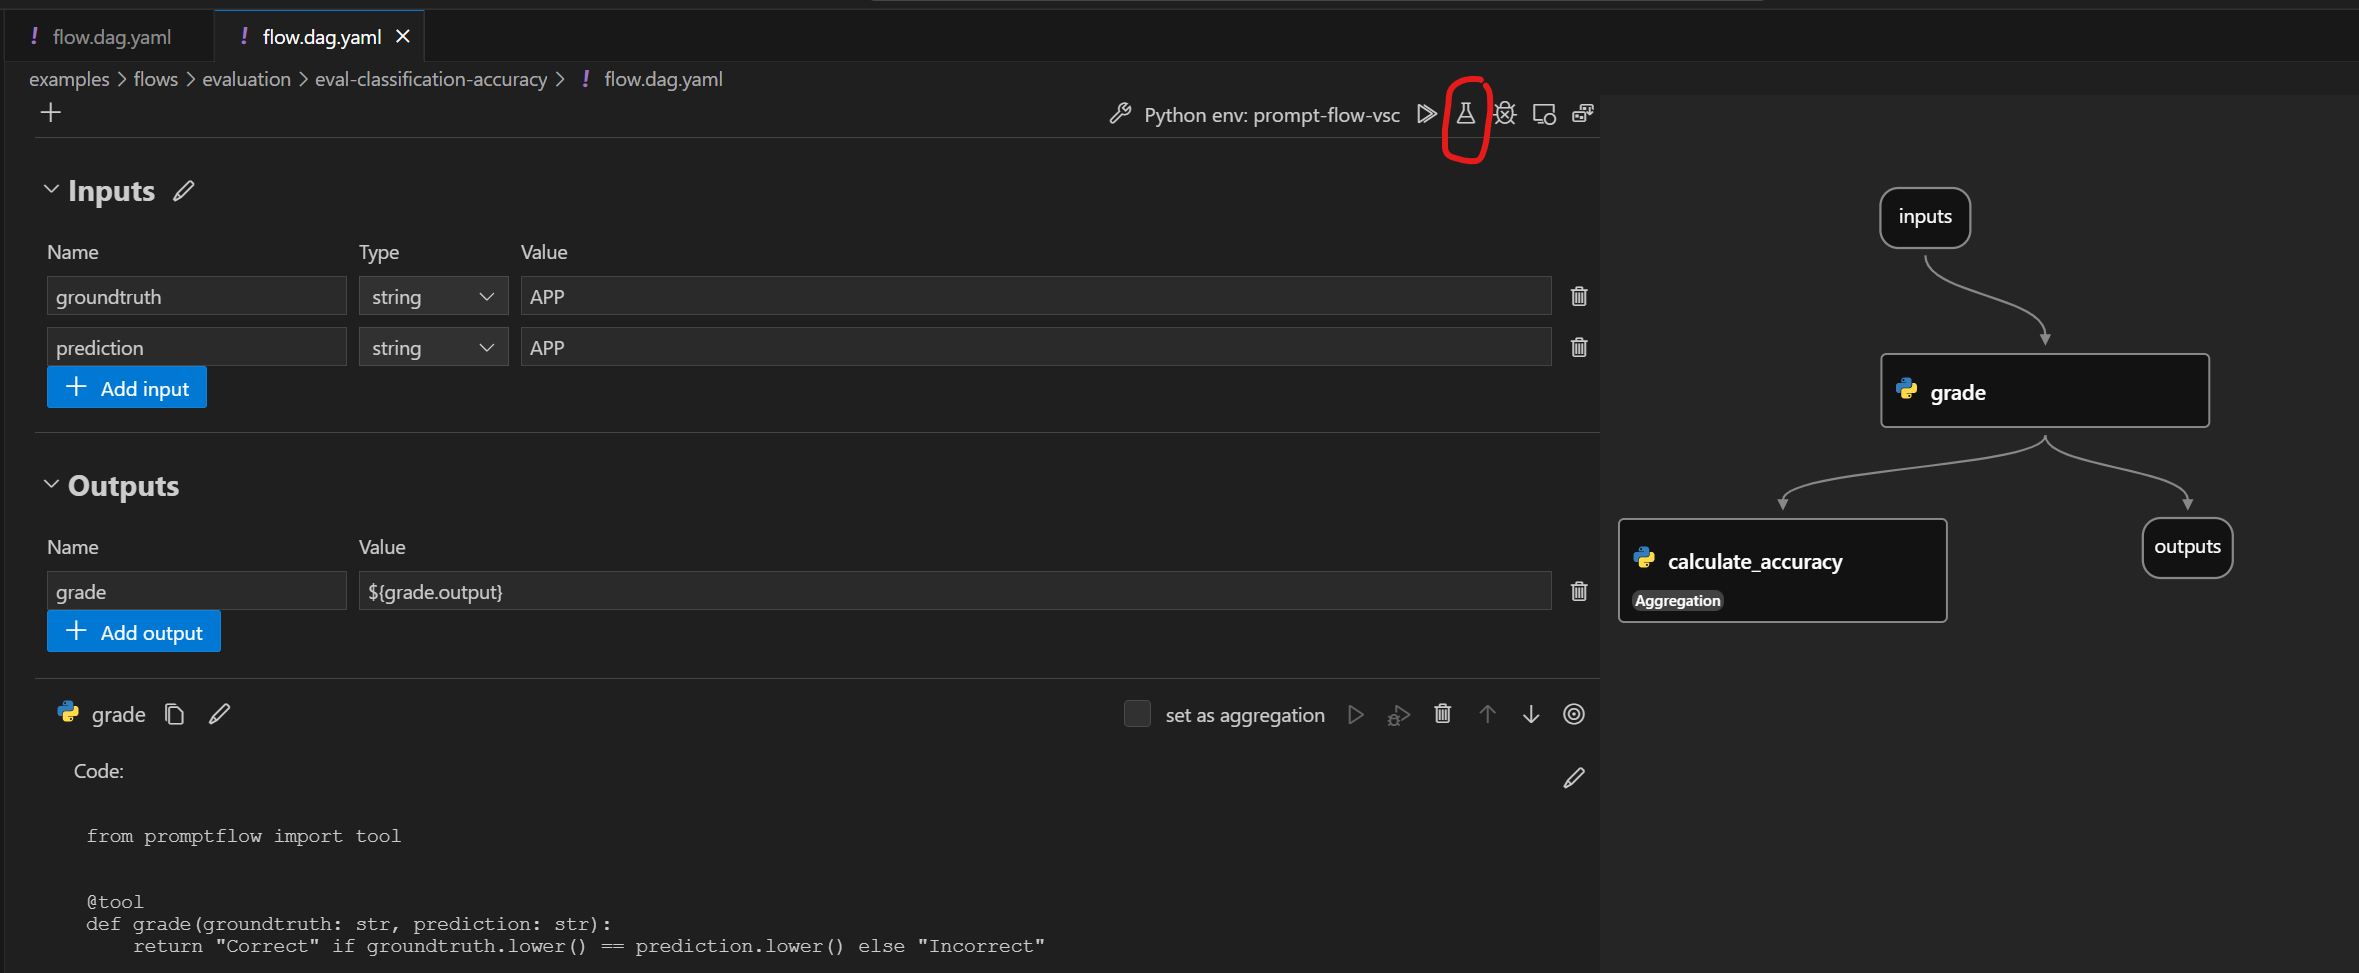 ! flow.dag.yaml
! flow.dag.yaml
examples > flows > evaluation > eval-classification-accuracy > ! flow.dag.yaml
Python env: prompt-flow-vsc
Inputs
Name Type Value
groundtruth string APP
prediction string APP
+ Add input
Outputs
Name Value
grade ${grade.output}
+ Add output
grade set as aggregation
Code:
from promptflow import tool
@tool
def grade(groundtruth: str, prediction: str):
    return "Correct" if groundtruth.lower() == prediction.lower() else "Incorrect"
inputs
grade
calculate_accuracy
Aggregation
outputs